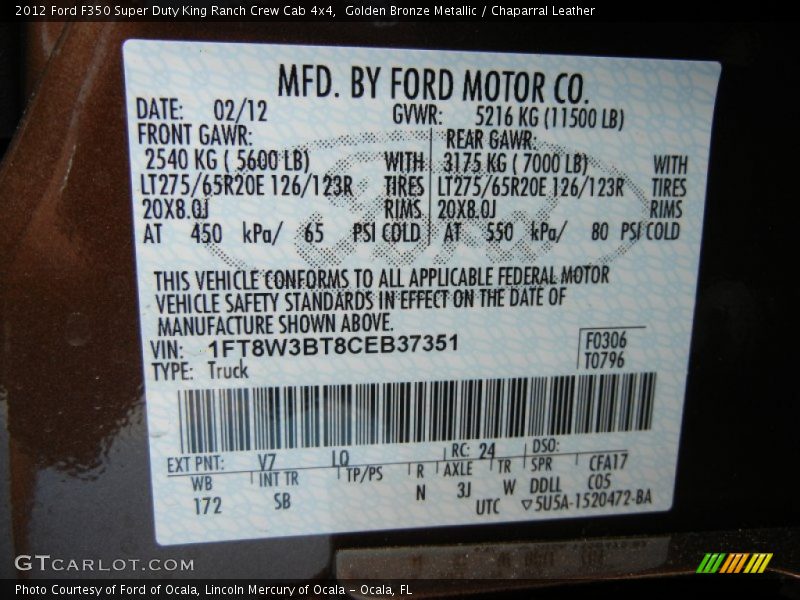 2012 Ford F350 Super Duty King Ranch Crew Cab 4x4,  Golden Bronze Metallic / Chaparral Leather
MFD. BY FORD MOTOR CO.
DATE: 02/12 GVWR: 5216 KG (11500 LB)
FRONT GAWR: REAR GAWR:
2540 KG ( 5600 LB) WITH 3175 KG ( 7000 LB) WITH
LT275/65R20E 126/123R TIRES LT275/65R20E 126/123R TIRES
20X8.0J RIMS 20X8.0J RIMS
AT 450 kPa/ 65 PSI COLD AT 550 kPa/ 80 PSI COLD
THIS VEHICLE CONFORMS TO ALL APPLICABLE FEDERAL MOTOR
VEHICLE SAFETY STANDARDS IN EFFECT ON THE DATE OF
MANUFACTURE SHOWN ABOVE.
VIN: 1FT8W3BT8CEB37351 F0306
TYPE: Truck T0796
EXT PNT: V7 LQ RC: 24 DSO:
WB INT TR TP/PS R AXLE TR SPR CFA17
172 SB N 3J W DDLL C05
UTC ▽5U5A-1520472-BA
GTCARLOT.COM
Photo Courtesy of Ford of Ocala, Lincoln Mercury of Ocala - Ocala, FL